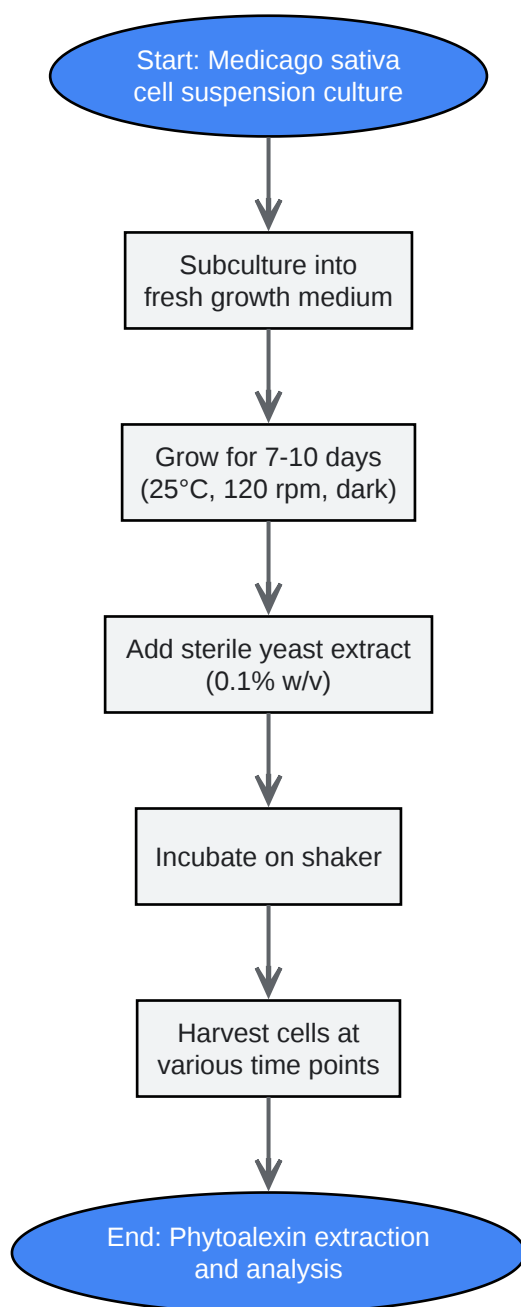 Start: Medicago sativa
cell suspension culture
Subculture into
fresh growth medium
Grow for 7-10 days
(25°C, 120 rpm, dark)
Add sterile yeast extract
(0.1% w/v)
Incubate on shaker
Harvest cells at
various time points
End: Phytoalexin extraction
and analysis